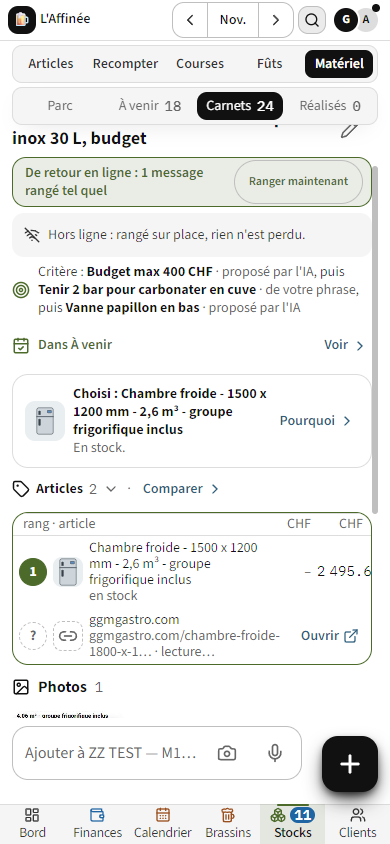 L'Affinée
Nov.
G
A
Articles
Recompter
Courses
Fûts
Matériel
Parc
À venir 18
Carnets 24
Réalisés 0
inox 30 L, budget
De retour en ligne : 1 message
rangé tel quel
Ranger maintenant
Hors ligne : rangé sur place, rien n'est perdu.
Critère : Budget max 400 CHF · proposé par l'IA, puis
Tenir 2 bar pour carbonater en cuve · de votre phrase,
puis Vanne papillon en bas · proposé par l'IA
Dans À venir
Voir
Choisi : Chambre froide - 1500 x
1200 mm - 2,6 m³ - groupe
frigorifique inclus
En stock.
Pourquoi
Articles 2 · Comparer
rang · article
CHF
CHF
1
Chambre froide - 1500 x 1200
mm - 2,6 m³ - groupe
frigorifique inclus
en stock
– 2 495.6
?
ggmgastro.com
ggmgastro.com/chambre-froide-
1800-x-1… · lecture…
Ouvrir
Photos 1
4.06 m³ - groupe frigorifique inclus
Ajouter à ZZ TEST — M1…
Bord
Finances
Calendrier
Brassins
11
Stocks
Clients